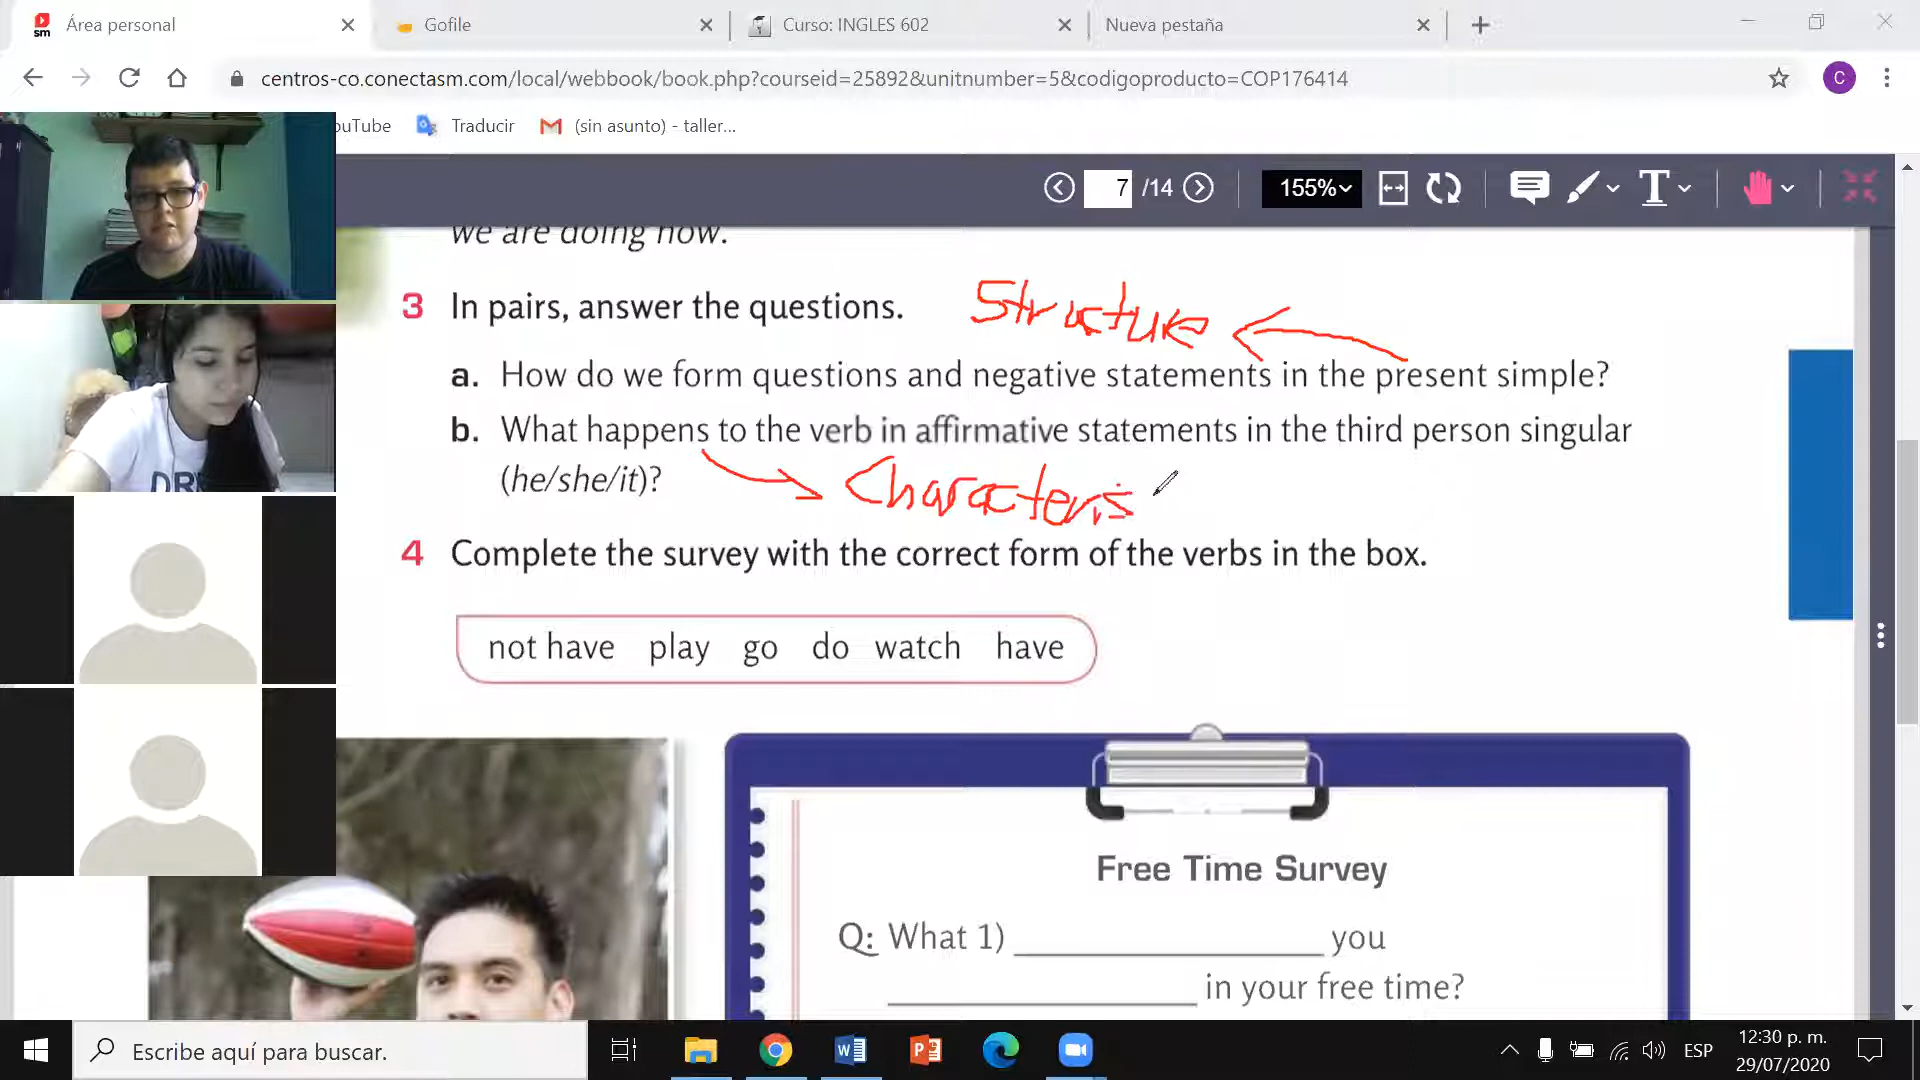 Área personal
Gofile
Curso: INGLES 602
Nueva pestaña
centros-co.conectasm.com/local/webbook/book.php?courseid=25892&unitnumber=5&codigoproducto=COP176414
C
ouTube
Traducir
(sin asunto) - taller...
7 /14
155%
we are doing now.
3 In pairs, answer the questions.
Structure
a. How do we form questions and negative statements in the present simple?
b. What happens to the verb in affirmative statements in the third person singular
(he/she/it)?
Characteris
4 Complete the survey with the correct form of the verbs in the box.
not have play go do watch have
Free Time Survey
Q: What 1) ____________ you
____________ in your free time?
Escribe aquí para buscar.
ESP
12:30 p. m.
29/07/2020